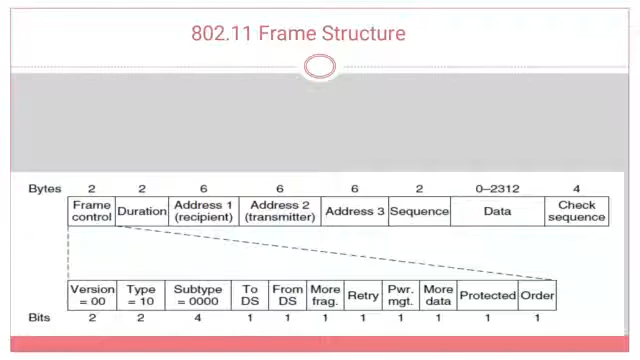 802.11 Frame Structure
Bytes 2 2 6 6 6 2 0–2312 4
Frame control Duration Address 1 (recipient) Address 2 (transmitter) Address 3 Sequence Data Check sequence
Version = 00 Type = 10 Subtype = 0000 To DS From DS More frag. Retry Pwr. mgt. More data Protected Order
Bits 2 2 4 1 1 1 1 1 1 1 1